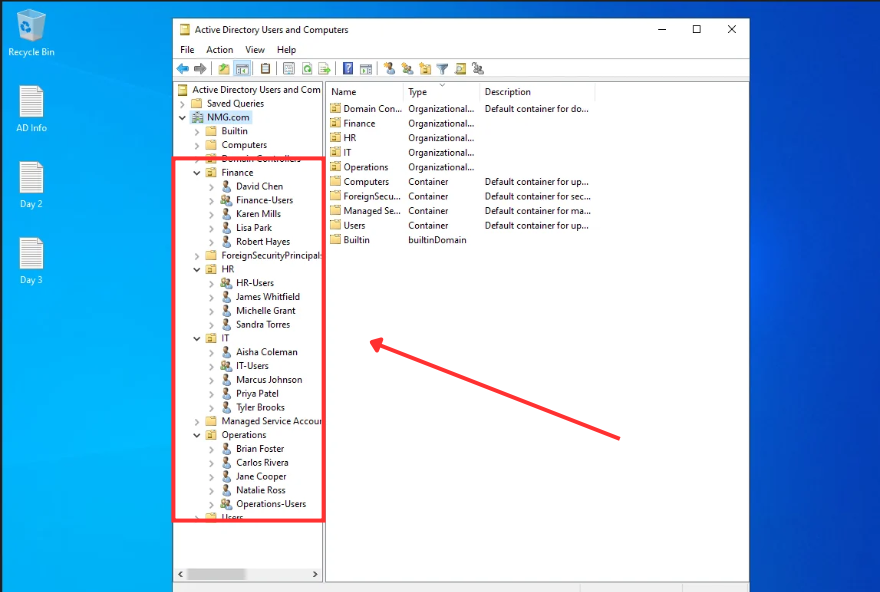 Recycle Bin
AD Info
Day 2
Day 3
Active Directory Users and Computers
File Action View Help
Active Directory Users and Com
Saved Queries
NMG.com
Builtin
Computers
Domain Controllers
Finance
David Chen
Finance-Users
Karen Mills
Lisa Park
Robert Hayes
ForeignSecurityPrincipals
HR
HR-Users
James Whitfield
Michelle Grant
Sandra Torres
IT
Aisha Coleman
IT-Users
Marcus Johnson
Priya Patel
Tyler Brooks
Managed Service Accour
Operations
Brian Foster
Carlos Rivera
Jane Cooper
Natalie Ross
Operations-Users
Users
Name Type Description
Domain Con... Organizational... Default container for do...
Finance Organizational...
HR Organizational...
IT Organizational...
Operations Organizational...
Computers Container Default container for up...
ForeignSecu... Container Default container for sec...
Managed Se... Container Default container for ma...
Users Container Default container for up...
Builtin builtinDomain